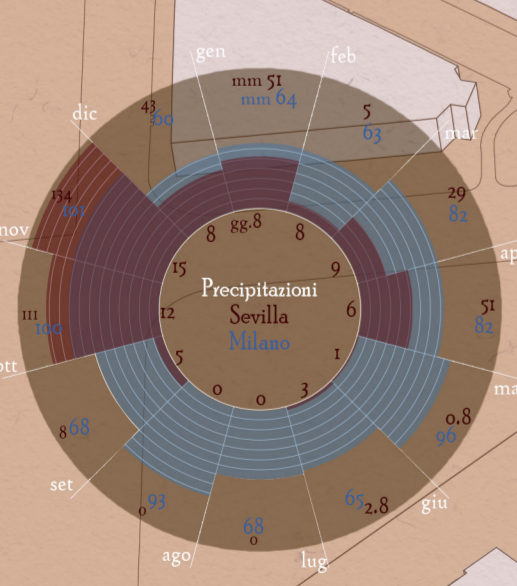 gen
feb
mar
ap
ma
giu
lug
ago
set
ott
nov
dic
mm 51
mm 64
5
63
29
82
51
82
0.8
96
2.8
65
0
68
0
93
8
68
111
100
134
101
43
60
gg.8
8
9
6
1
3
0
0
5
12
15
8
Precipitazioni
Sevilla
Milano